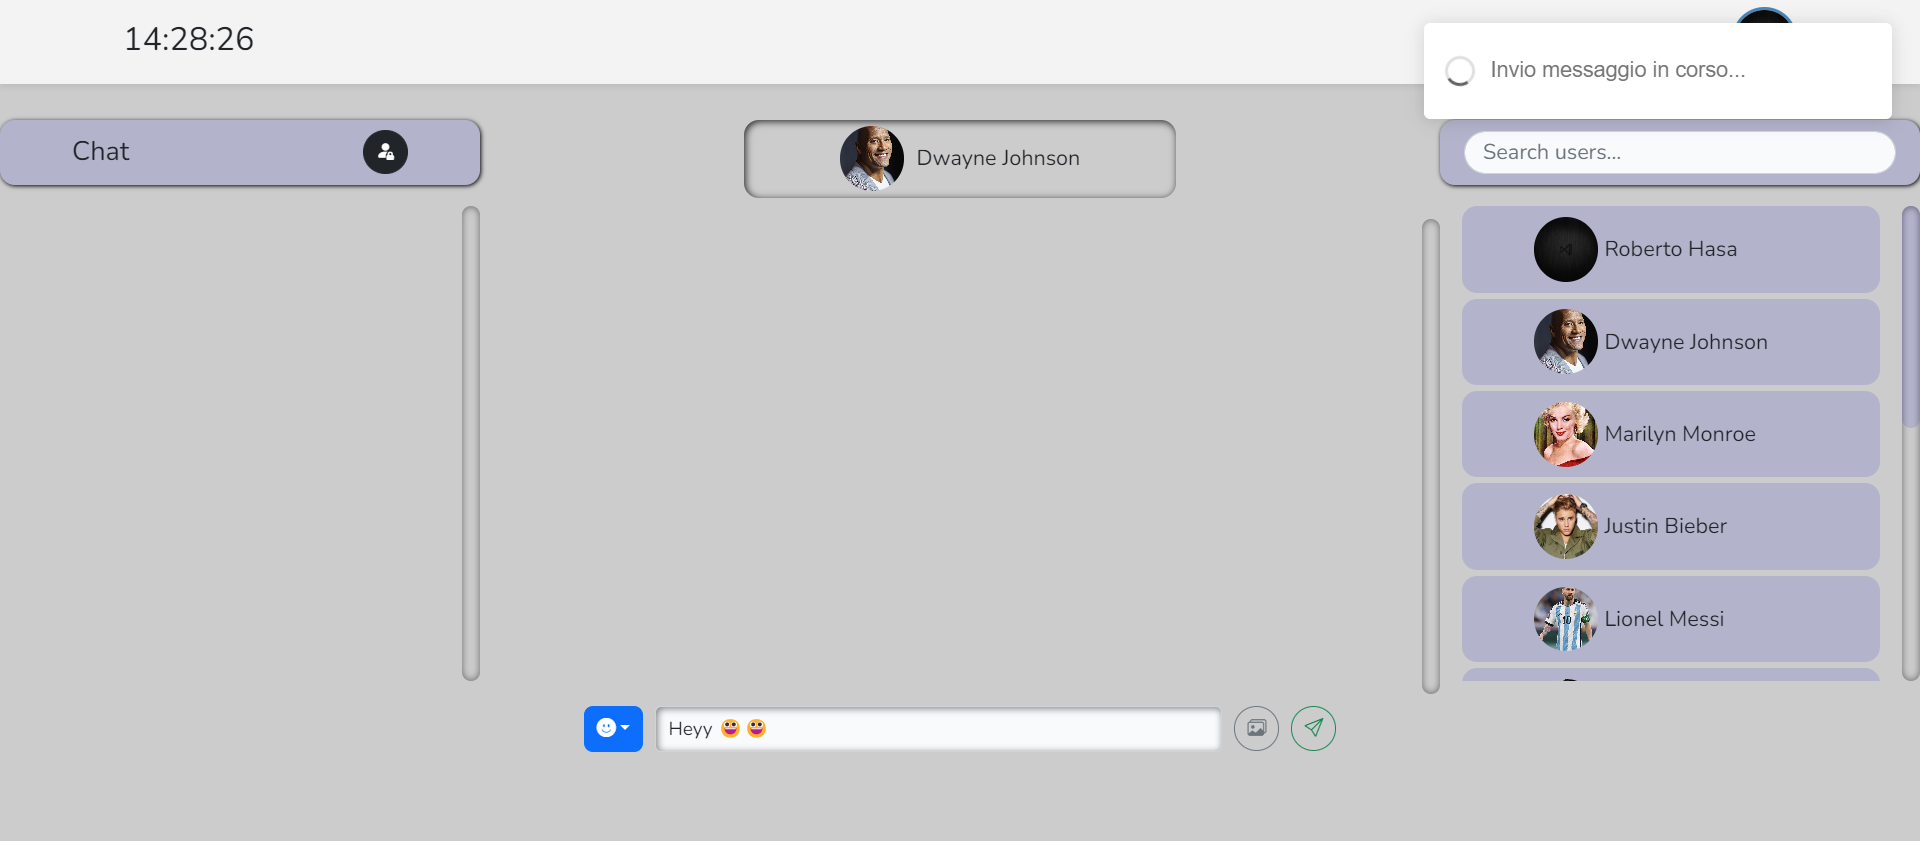 14:28:26
Invio messaggio in corso...
Chat
Dwayne Johnson
Search users...
Roberto Hasa
Dwayne Johnson
Marilyn Monroe
Justin Bieber
Lionel Messi
Heyy 😃 😃